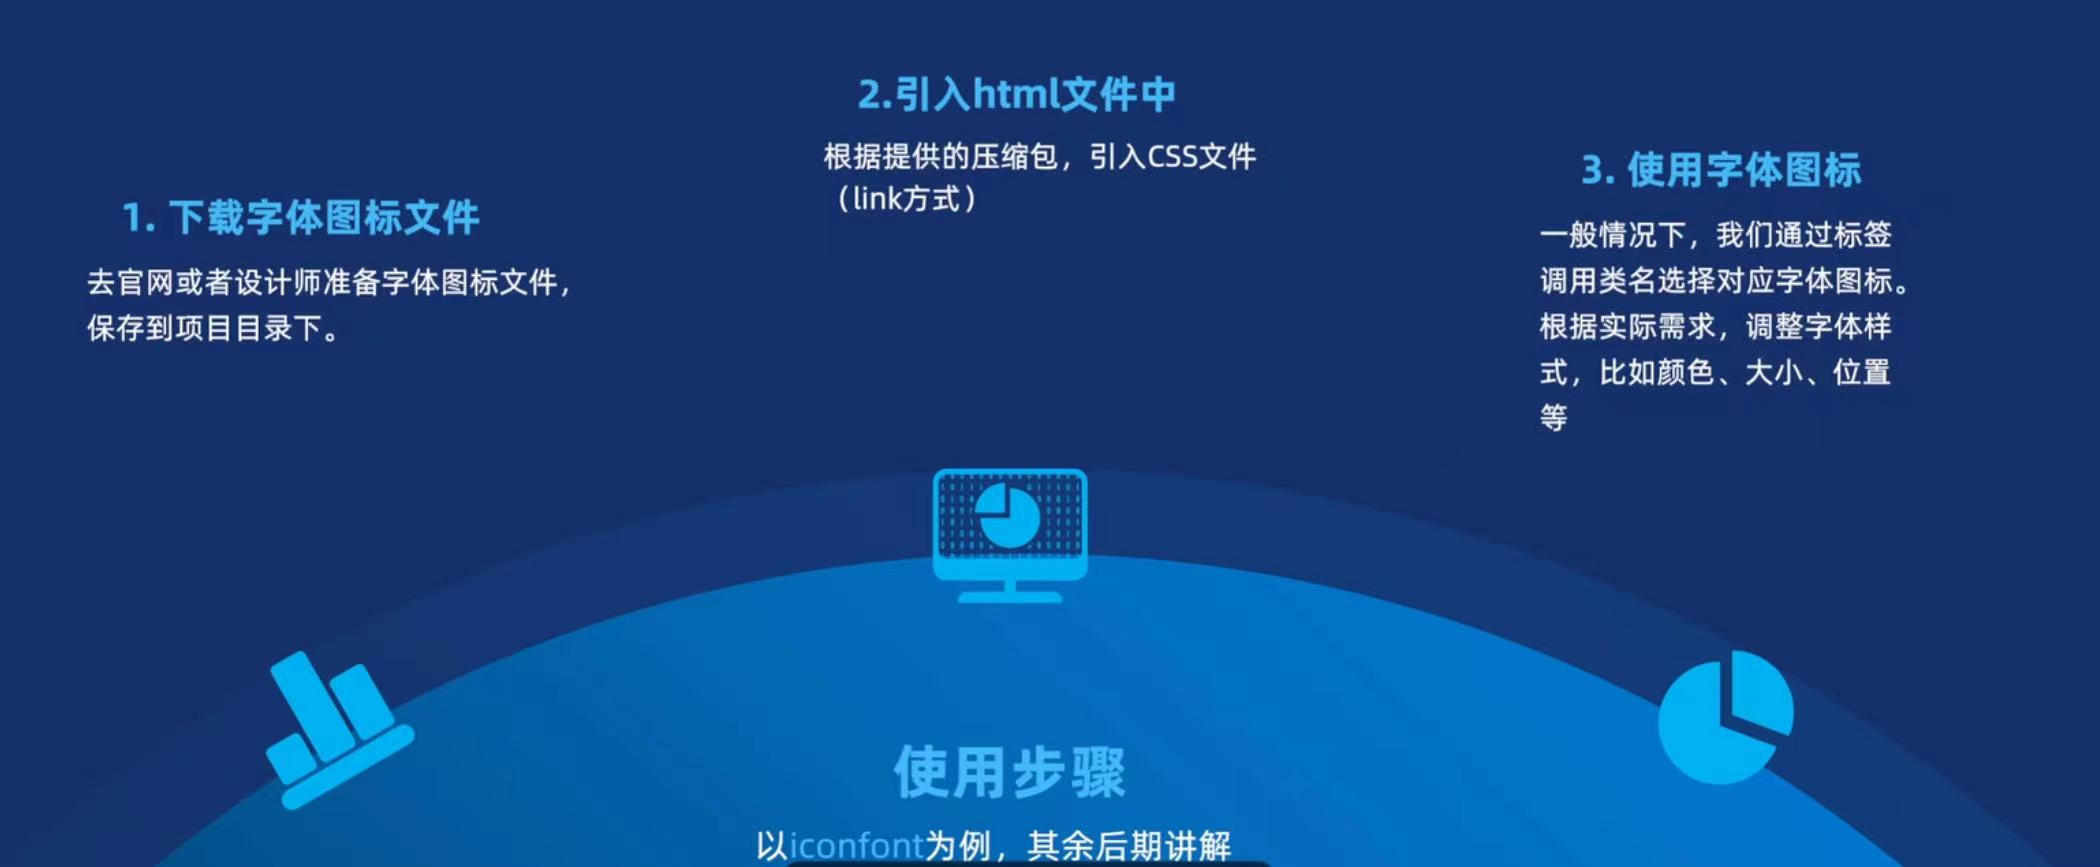 1. 下载字体图标文件
去官网或者设计师准备字体图标文件，
保存到项目目录下。
2.引入html文件中
根据提供的压缩包，引入CSS文件
（link方式）
3. 使用字体图标
一般情况下，我们通过标签
调用类名选择对应字体图标。
根据实际需求，调整字体样
式，比如颜色、大小、位置
等
使用步骤
以iconfont为例，其余后期讲解